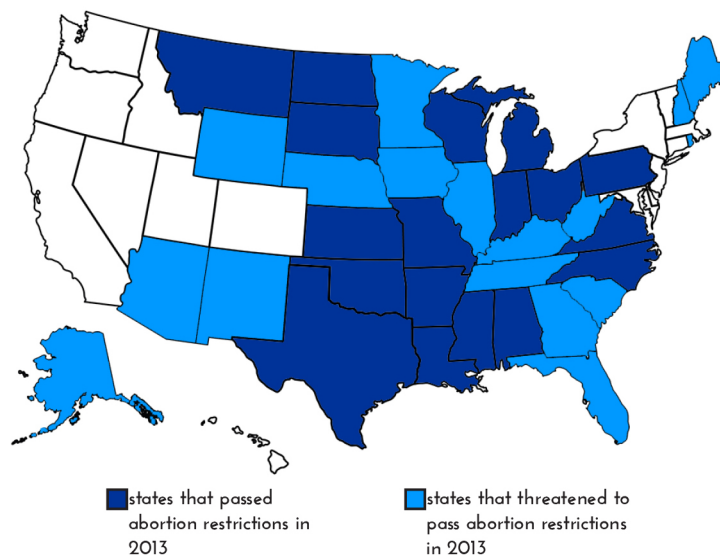 states that passed
abortion restrictions in
2013
states that threatened to
pass abortion restrictions
in 2013